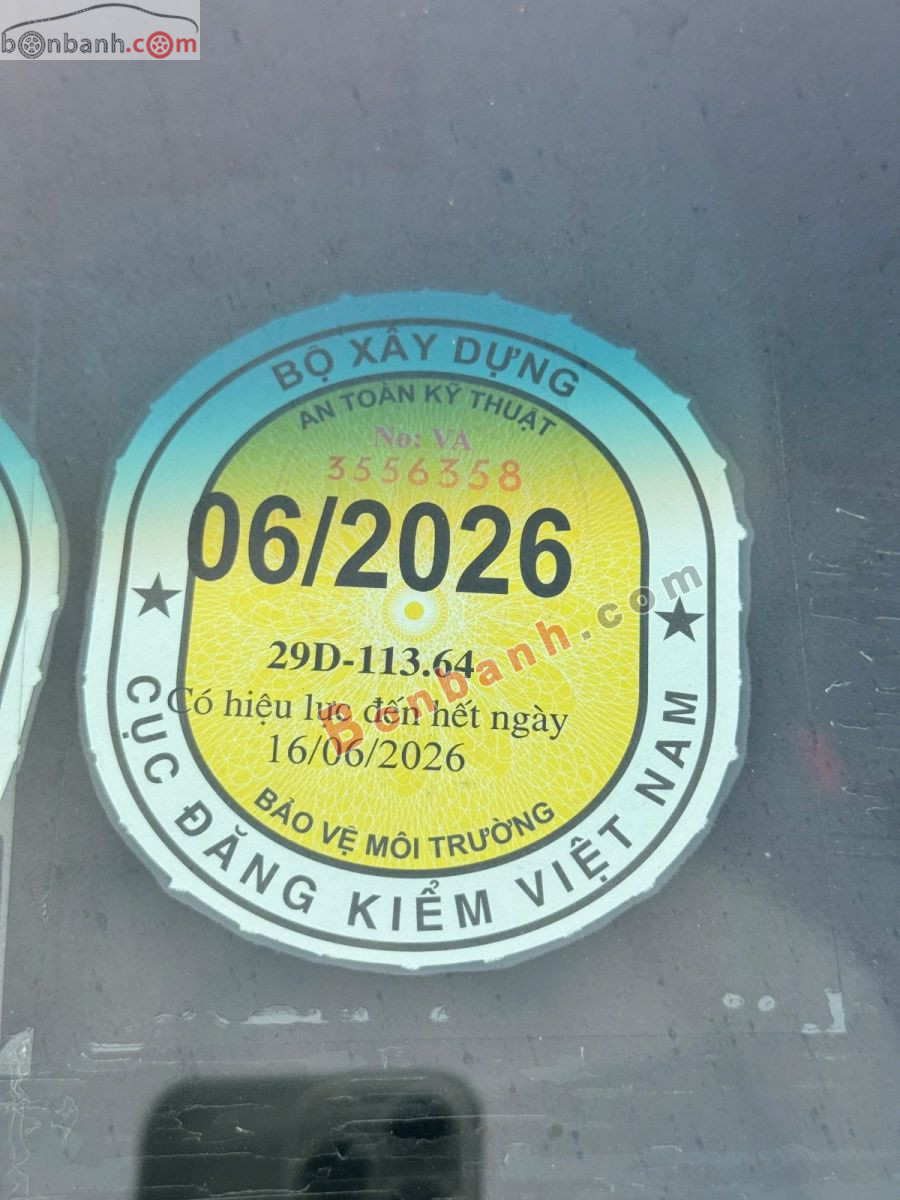 bonbanh.com
BỘ XÂY DỰNG
AN TOÀN KỸ THUẬT
No: VA
3556358
06/2026
29D-113.64
Có hiệu lực đến hết ngày
16/06/2026
BẢO VỆ MÔI TRƯỜNG
CỤC ĐĂNG KIỂM VIỆT NAM
Bonbanh.com